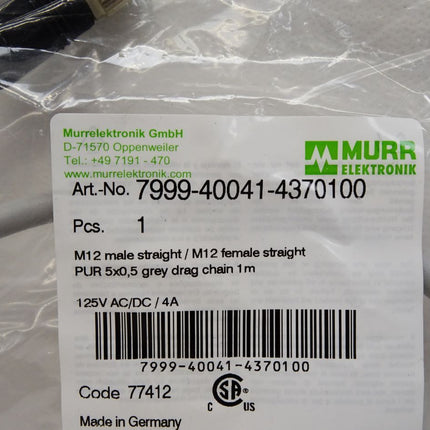 Murrelektronik GmbH
D-71570 Oppenweiler
Tel.: +49 7191 - 470
www.murrelektronik.com
MURR
ELEKTRONIK
Art.-No. 7999-40041-4370100
Pcs. 1
M12 male straight / M12 female straight
PUR 5x0,5 grey drag chain 1m
125V AC/DC / 4A
7999-40041-4370100
Code 77412
C SA ® US
Made in Germany